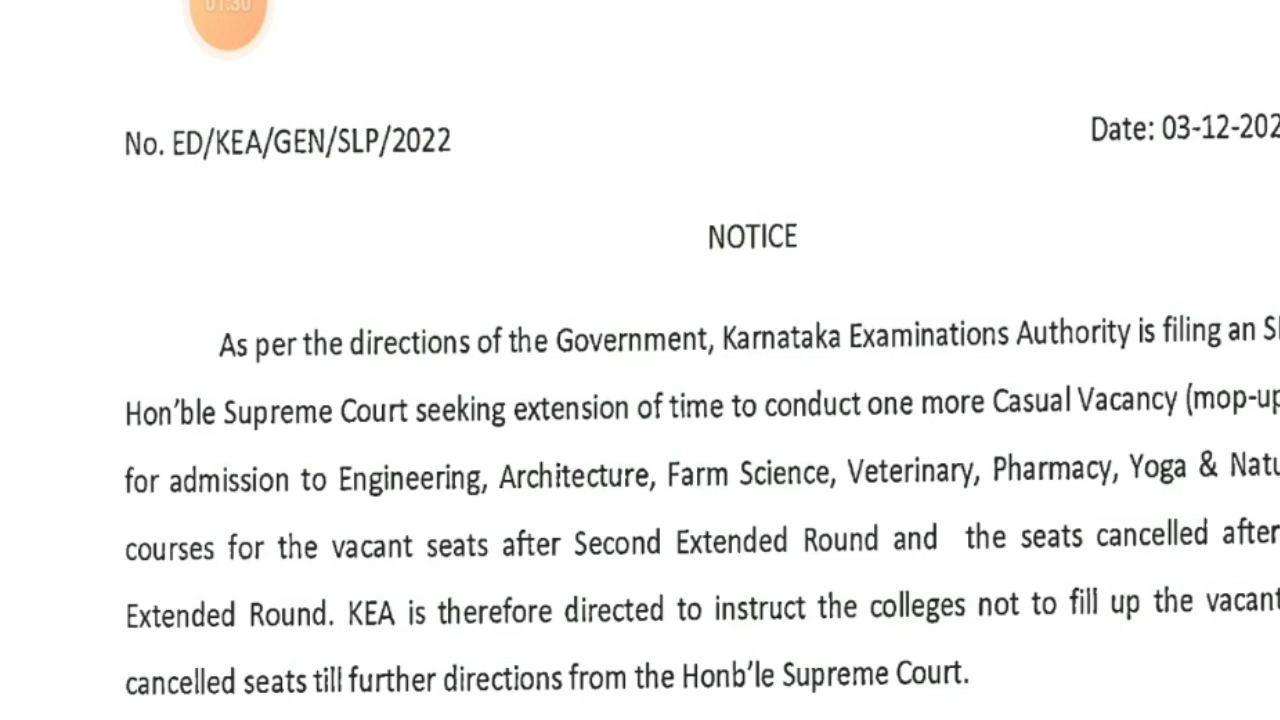 01:30
No. ED/KEA/GEN/SLP/2022 Date: 03-12-202
NOTICE
As per the directions of the Government, Karnataka Examinations Authority is filing an
Hon'ble Supreme Court seeking extension of time to conduct one more Casual Vacancy (mop-up
for admission to Engineering, Architecture, Farm Science, Veterinary, Pharmacy, Yoga &
courses for the vacant seats after Second Extended Round and the seats cancelled after
Extended Round. KEA is therefore directed to instruct the colleges not to fill up the vacant
cancelled seats till further directions from the Honb'le Supreme Court.